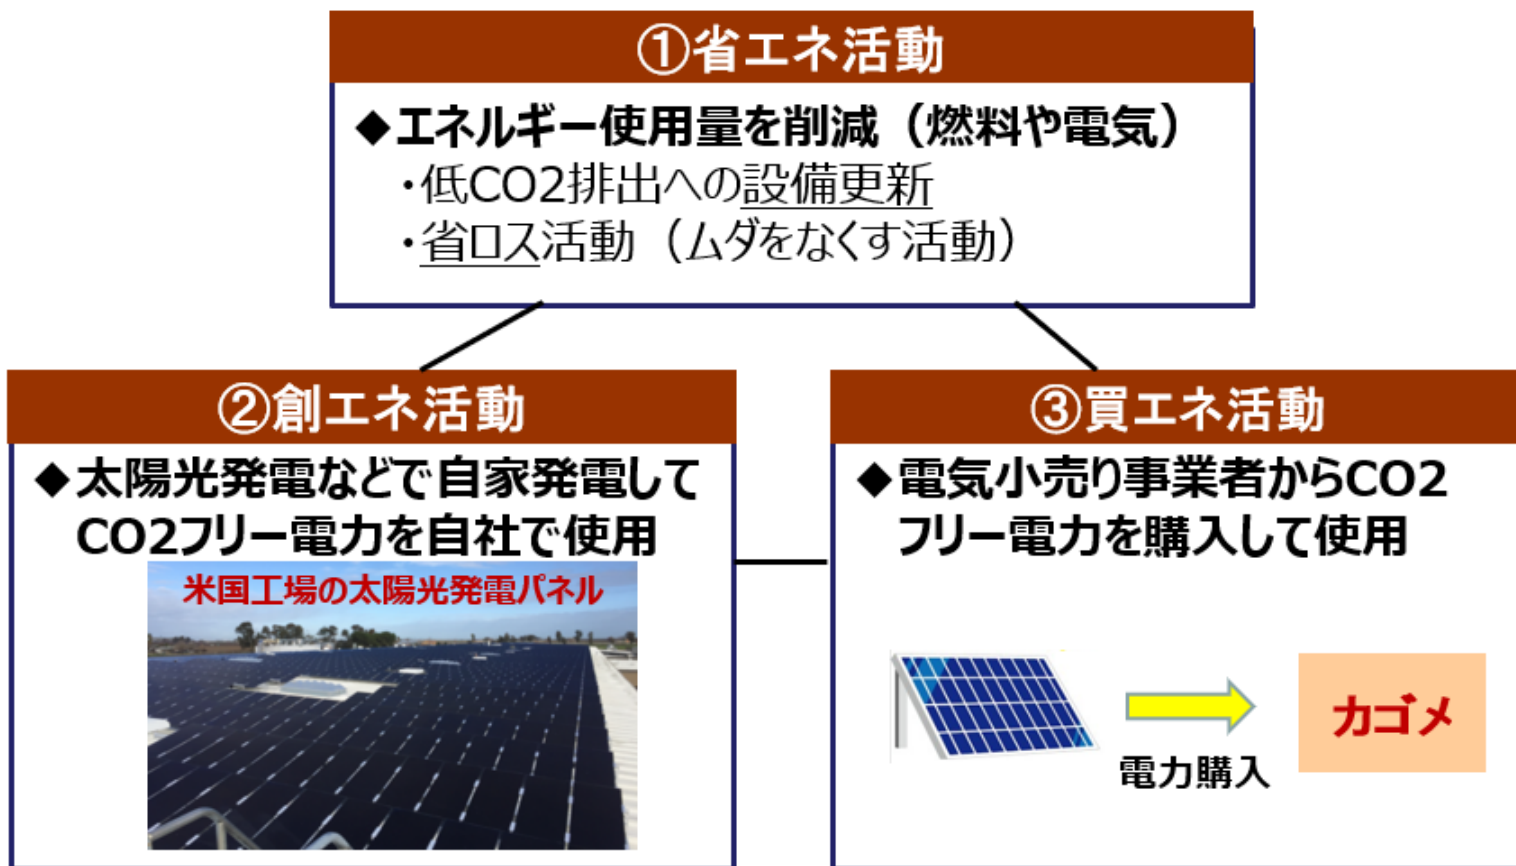 ①省エネ活動
◆エネルギー使用量を削減（燃料や電気）
・低CO2排出への設備更新
・省ロス活動（ムダをなくす活動）
②創エネ活動
◆太陽光発電などで自家発電して
CO2フリー電力を自社で使用
米国工場の太陽光発電パネル
③買エネ活動
◆電気小売り事業者からCO2
フリー電力を購入して使用
電力購入
カゴメ